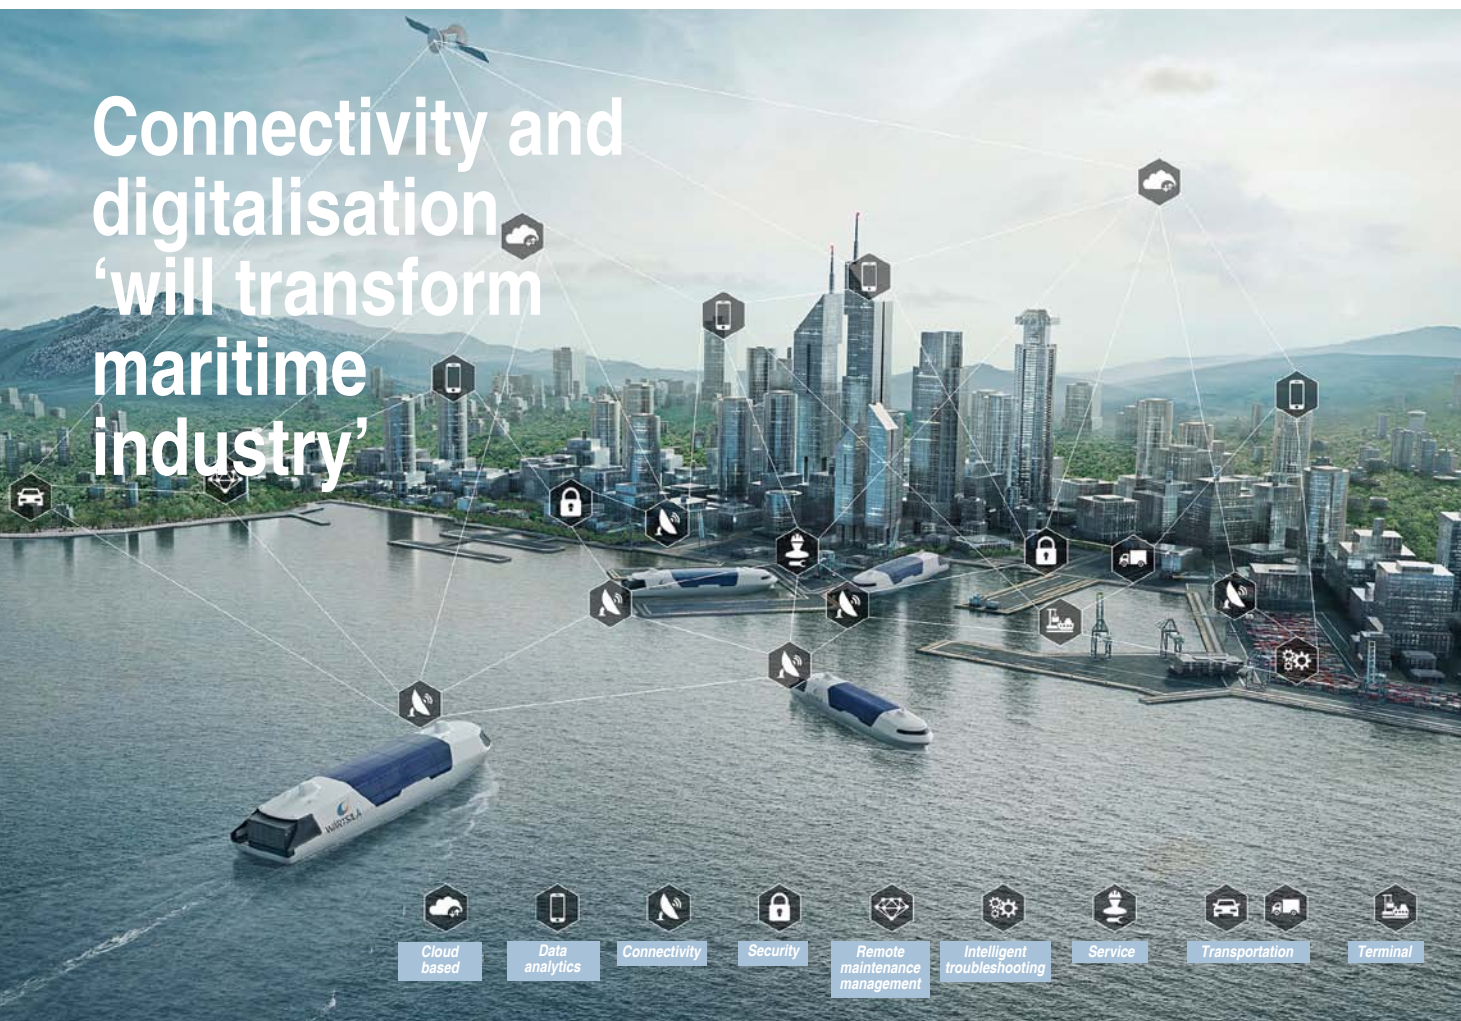 Connectivity and
digitalisation
‘will transform
maritime
industry’
WÄRTSILÄ
Cloud
based
Data
analytics
Connectivity
Security
Remote
maintenance
management
Intelligent
troubleshooting
Service
Transportation
Terminal